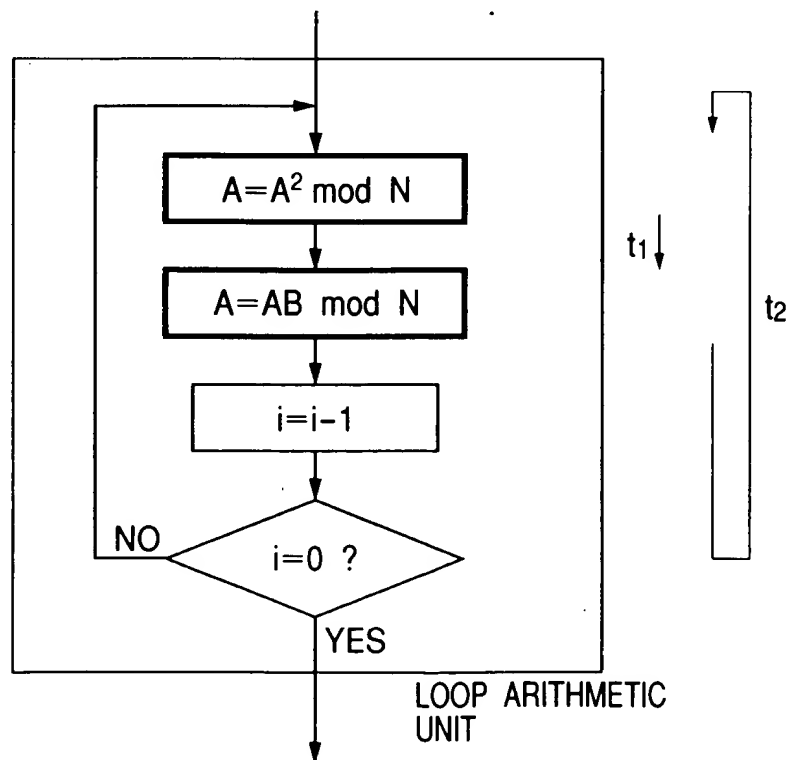 A=A² mod N
t₁
A=AB mod N
t₂
i=i-1
NO
i=0 ?
YES
LOOP ARITHMETIC
UNIT